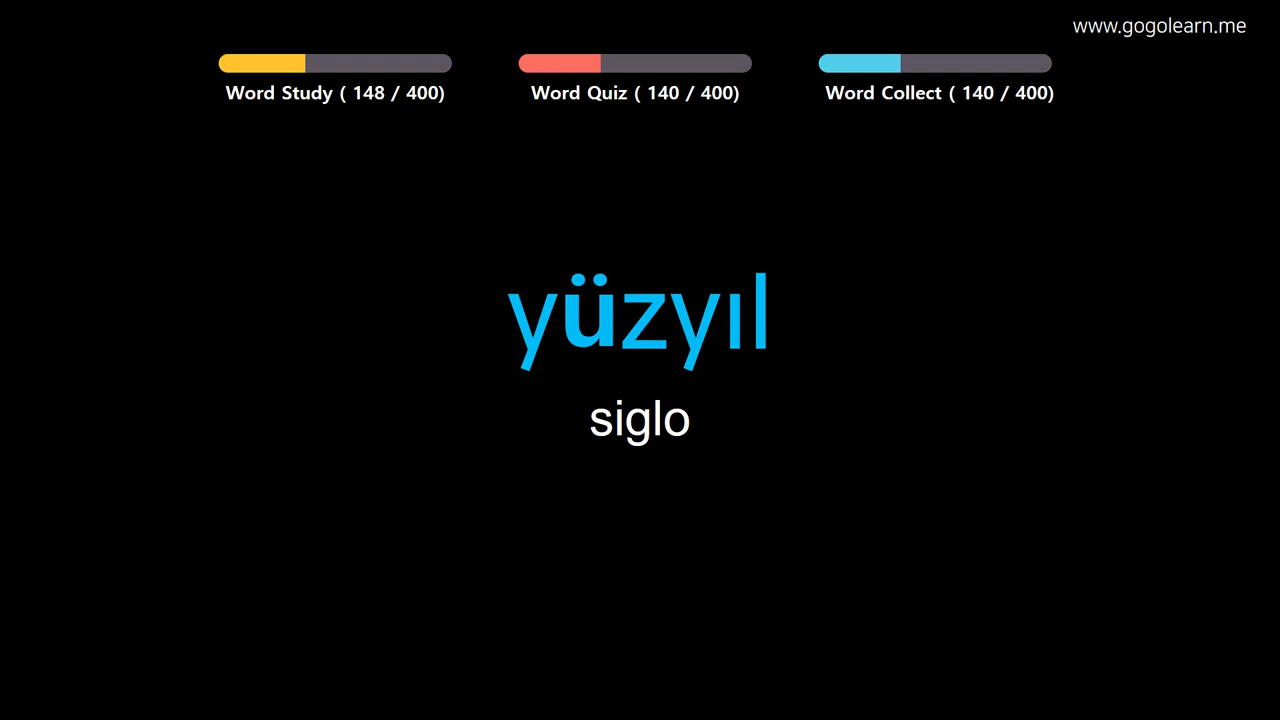 www.gogolearn.me
Word Study ( 148 / 400)
Word Quiz ( 140 / 400)
Word Collect ( 140 / 400)
yüzyıl
siglo